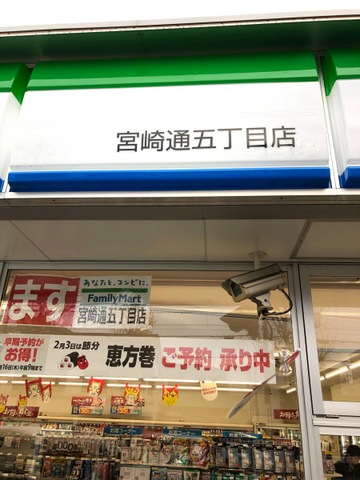 宮崎通五丁目店
ます
あなたと、コンビに、
FamilyMart
宮崎通五丁目店
早期予約が
お得!
2月3日は節分
恵方巻 ご予約 承り中